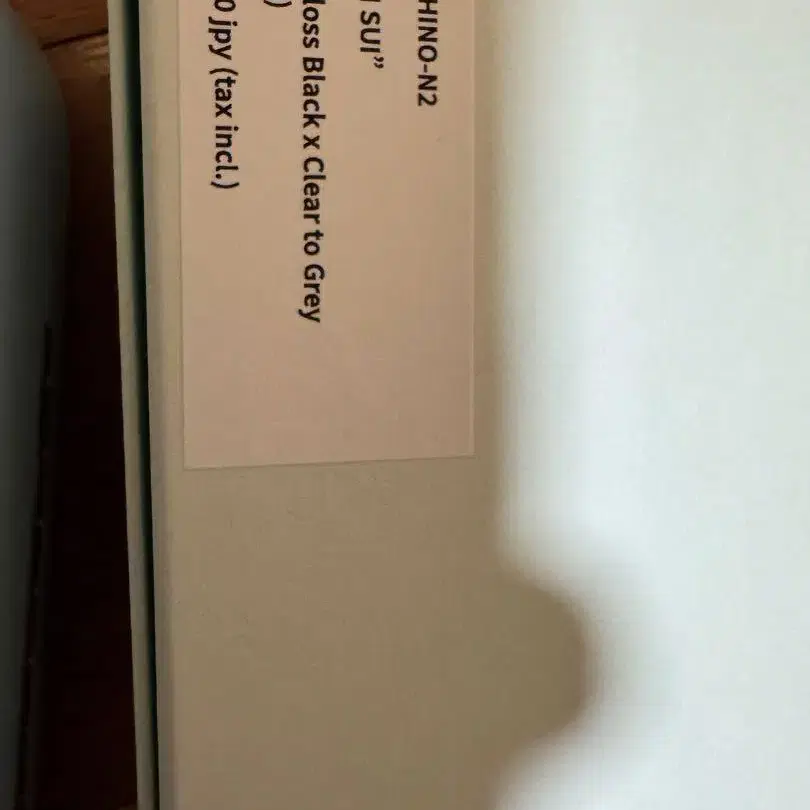 HINO-N2
I SUI”
loss Black x Clear to Grey
)
0 jpy (tax incl.)